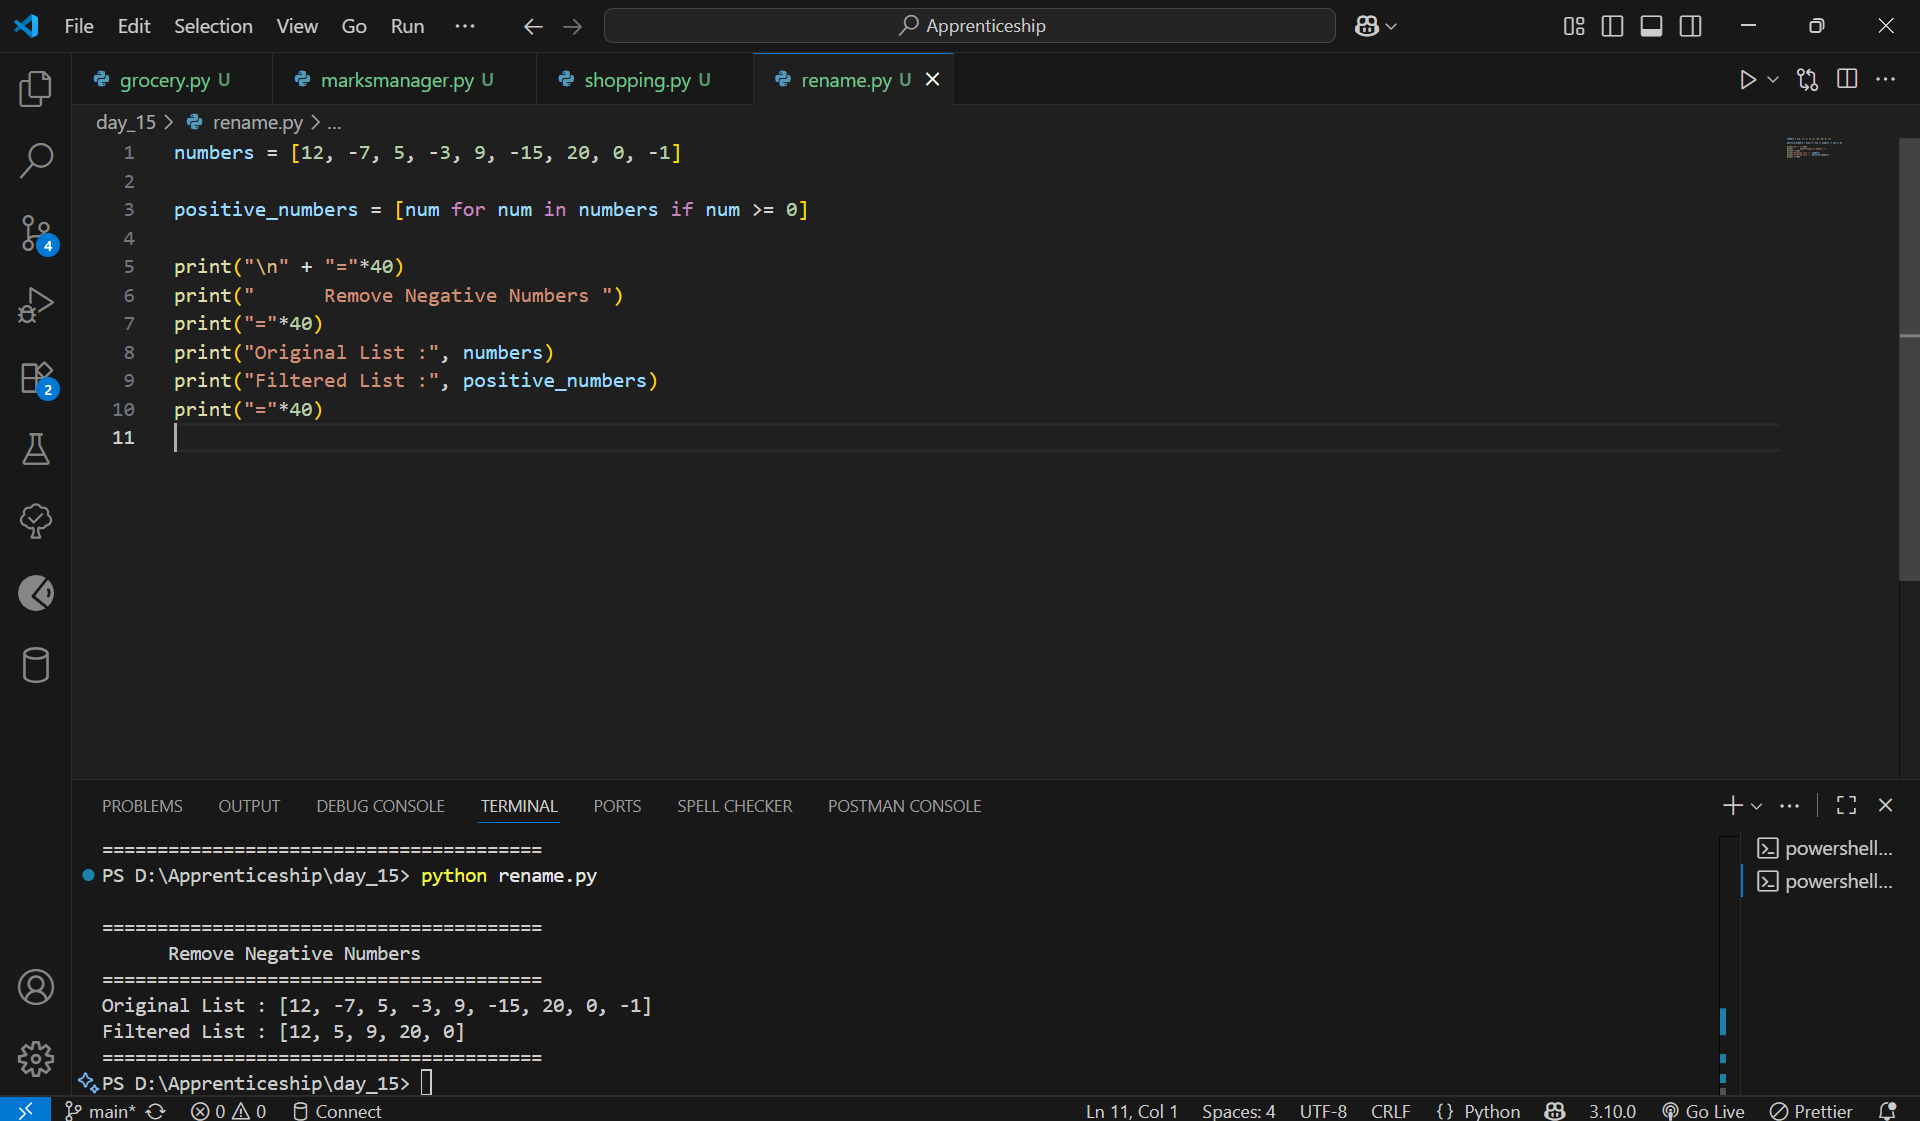 File Edit Selection View Go Run ··· Apprenticeship
grocery.py U marksmanager.py U shopping.py U rename.py U
day_15 > rename.py > ...
1 numbers = [12, -7, 5, -3, 9, -15, 20, 0, -1]
2
3 positive_numbers = [num for num in numbers if num >= 0]
4
5 print("\n" + "="*40)
6 print("      Remove Negative Numbers ")
7 print("="*40)
8 print("Original List :", numbers)
9 print("Filtered List :", positive_numbers)
10 print("="*40)
11
4
2
PROBLEMS OUTPUT DEBUG CONSOLE TERMINAL PORTS SPELL CHECKER POSTMAN CONSOLE
========================================
PS D:\Apprenticeship\day_15> python rename.py
========================================
      Remove Negative Numbers
========================================
Original List : [12, -7, 5, -3, 9, -15, 20, 0, -1]
Filtered List : [12, 5, 9, 20, 0]
========================================
PS D:\Apprenticeship\day_15>
powershell...
powershell...
main* 0 0 Connect Ln 11, Col 1 Spaces: 4 UTF-8 CRLF {} Python 3.10.0 Go Live Prettier